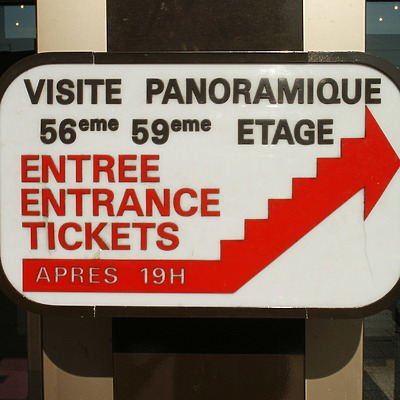 VISITE PANORAMIQUE
56eme 59eme ETAGE
ENTREE
ENTRANCE
TICKETS
APRES 19H